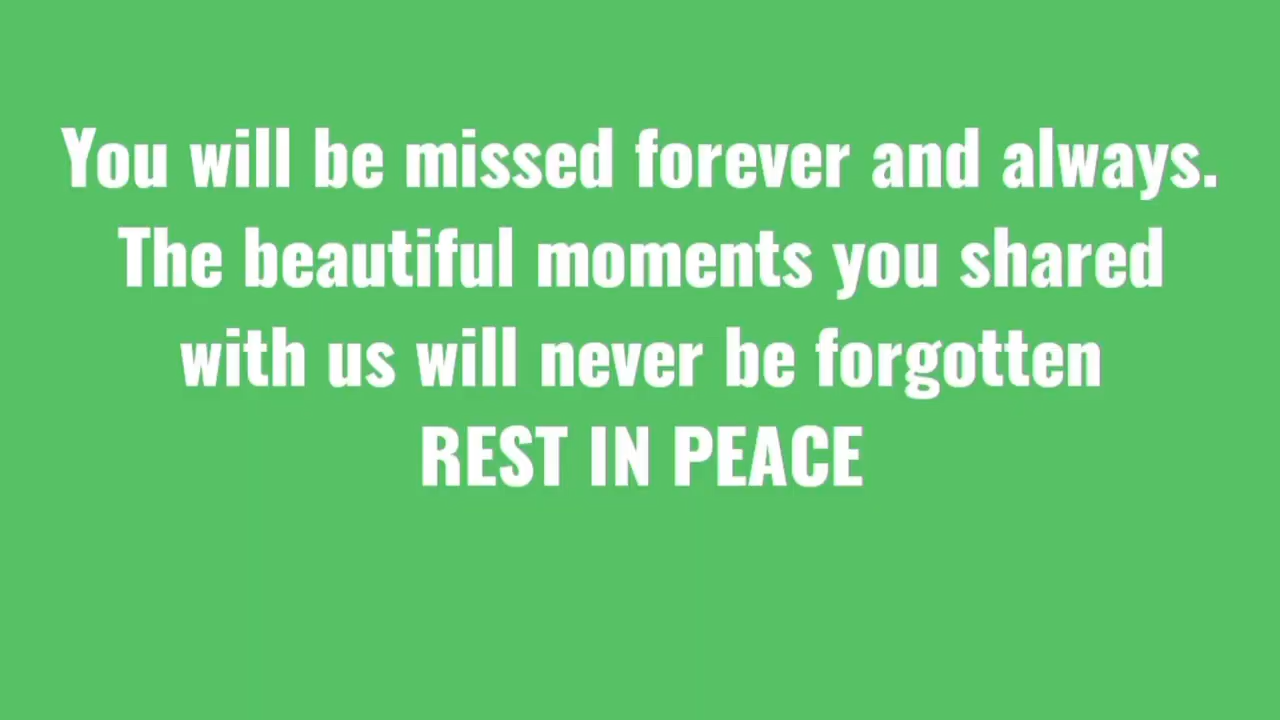 You will be missed forever and always.
The beautiful moments you shared
with us will never be forgotten
REST IN PEACE